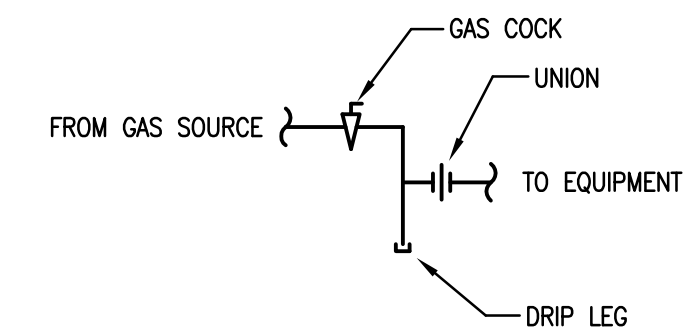 GAS COCK
UNION
FROM GAS SOURCE
TO EQUIPMENT
DRIP LEG